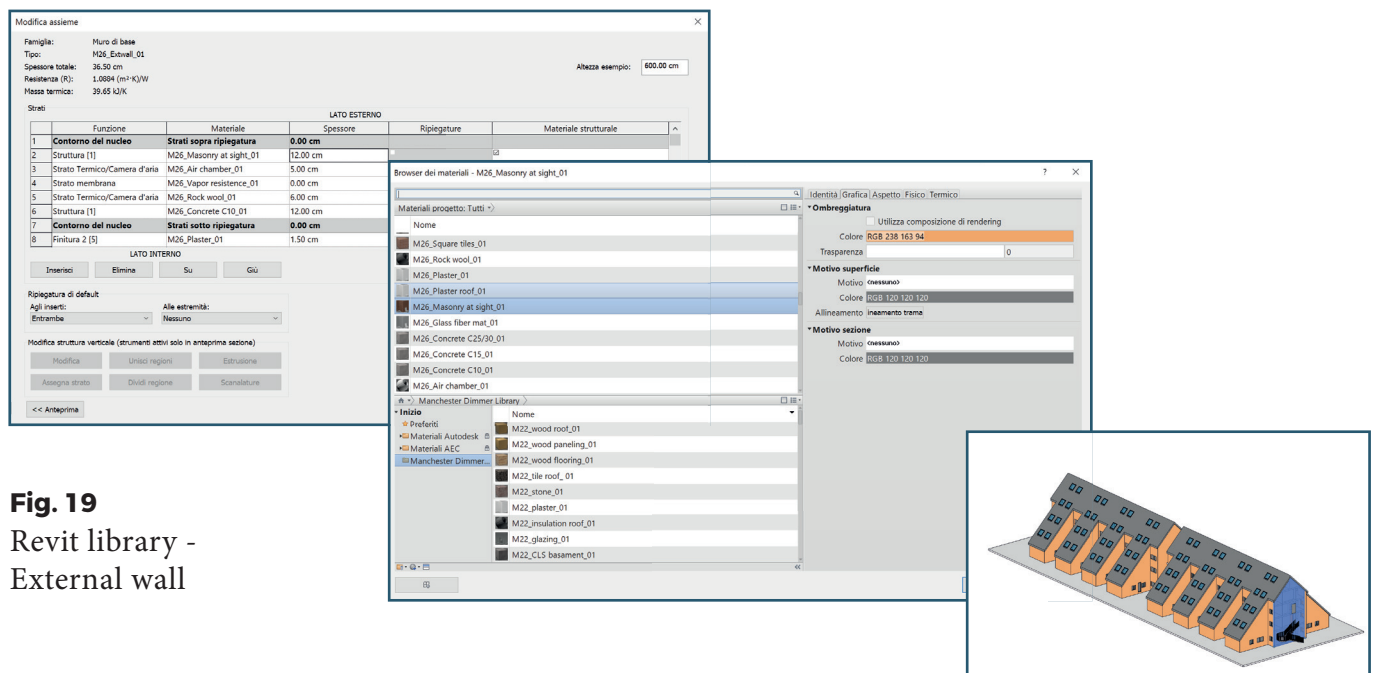 Modifica assieme
Famiglia: Muro di base
Tipo: M26_Extwall_01
Spessore totale: 36.50 cm
Resistenza (R): 1.0884 (m²·K)/W
Massa termica: 39.65 kJ/K
Altezza esempio: 600.00 cm
Strati
LATO ESTERNO
Funzione Materiale Spessore Ripiegature Materiale strutturale
1 Contorno del nucleo Strati sopra ripiegatura 0.00 cm
2 Struttura [1] M26_Masonry at sight_01 12.00 cm
3 Strato Termico/Camera d'aria M26_Air chamber_01 5.00 cm
4 Strato membrana M26_Vapor resistence_01 0.00 cm
5 Strato Termico/Camera d'aria M26_Rock wool_01 6.00 cm
6 Struttura [1] M26_Concrete C10_01 12.00 cm
7 Contorno del nucleo Strati sotto ripiegatura 0.00 cm
8 Finitura 2 [5] M26_Plaster_01 1.50 cm
LATO INTERNO
Inserisci Elimina Su Giù
Ripiegatura di default
Agli inserti: Alle estremità:
Entrambe Nessuno
Modifica struttura verticale (strumenti attivi solo in anteprima sezione)
Modifica Unisci regioni Estrusione
Assegna strato Dividi regione Scanalature
<< Anteprima
Browser dei materiali - M26_Masonry at sight_01 ?
Materiali progetto: Tutti
Nome
M26_Square tiles_01
M26_Rock wool_01
M26_Plaster_01
M26_Plaster roof_01
M26_Masonry at sight_01
M26_Glass fiber mat_01
M26_Concrete C25/30_01
M26_Concrete C15_01
M26_Concrete C10_01
M26_Air chamber_01
Manchester Dimmer Library
Inizio
Preferiti
Materiali Autodesk
Materiali AEC
Manchester Dimmer...
Nome
M22_wood roof_01
M22_wood paneling_01
M22_wood flooring_01
M22_tile roof_ 01
M22_stone_01
M22_plaster_01
M22_insulation roof_01
M22_glazing_01
M22_CLS basament_01
Identità Grafica Aspetto Fisico Termico
Ombreggiatura
Utilizza composizione di rendering
Colore RGB 238 163 94
Trasparenza 0
Motivo superficie
Motivo <nessuno>
Colore RGB 120 120 120
Allineamento ineamento trama
Motivo sezione
Motivo <nessuno>
Colore RGB 120 120 120
Fig. 19
Revit library -
External wall